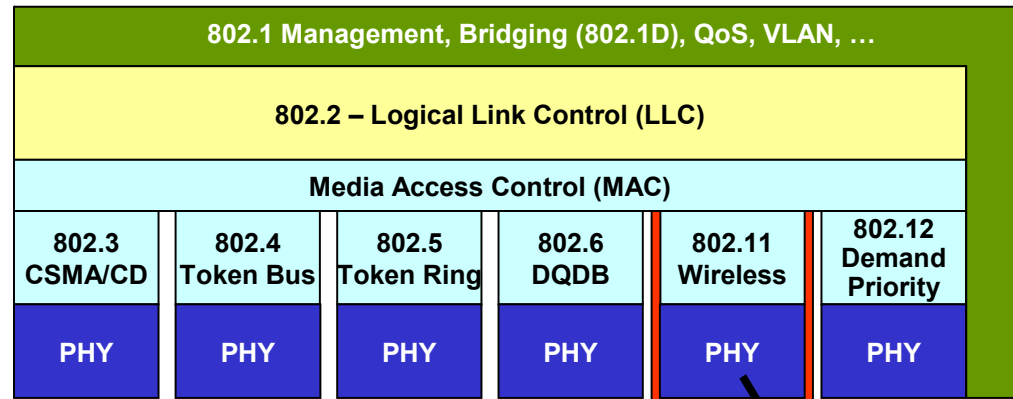 802.1 Management, Bridging (802.1D), QoS, VLAN, …
802.2 – Logical Link Control (LLC)
Media Access Control (MAC)
802.3
CSMA/CD
802.4
Token Bus
802.5
Token Ring
802.6
DQDB
802.11
Wireless
802.12
Demand
Priority
PHY
PHY
PHY
PHY
PHY
PHY